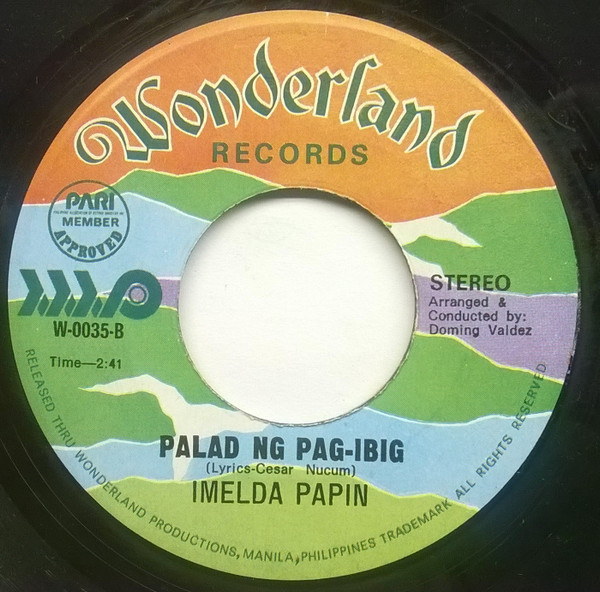 Wonderland
RECORDS
PARI
MEMBER
APPROVED
STEREO
Arranged &
Conducted by:
Doming Valdez
W-0035-B
Time—2:41
PALAD NG PAG-IBIG
(Lyrics-Cesar Nucum)
IMELDA PAPIN
RELEASED THRU WONDERLAND PRODUCTIONS, MANILA, PHILIPPINES TRADEMARK ALL RIGHTS RESERVED